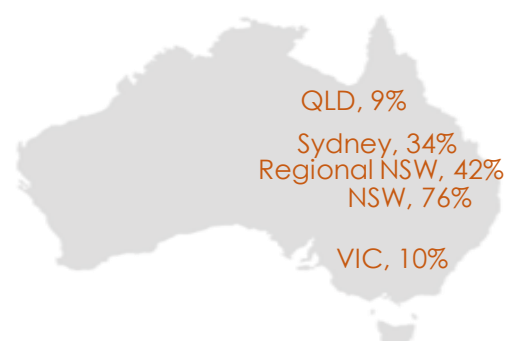 QLD, 9%
Sydney, 34%
Regional NSW, 42%
NSW, 76%
VIC, 10%